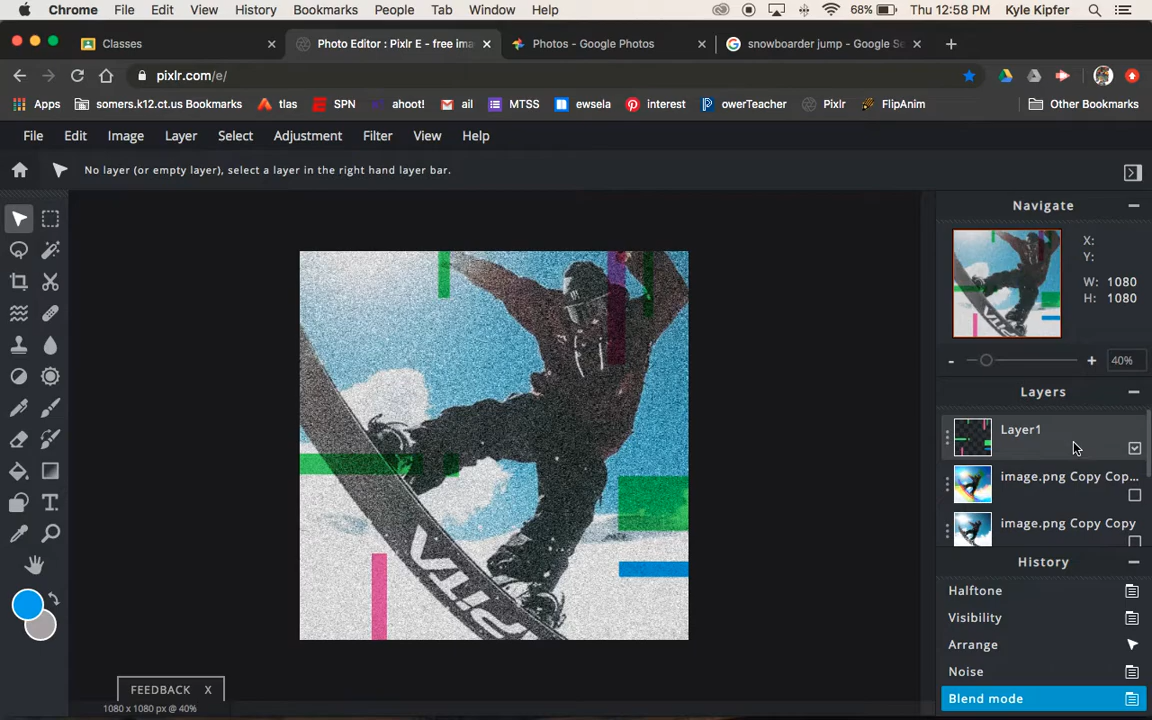 Chrome File Edit View History Bookmarks People Tab Window Help 68% Thu 12:58 PM Kyle Kipfer
Classes Photo Editor : Pixlr E - free ima Photos - Google Photos snowboarder jump - Google Se
pixlr.com/e/
Apps somers.k12.ct.us Bookmarks tlas SPN ahoot! ail MTSS ewsela interest owerTeacher Pixlr FlipAnim Other Bookmarks
File Edit Image Layer Select Adjustment Filter View Help
No layer (or empty layer), select a layer in the right hand layer bar.
Navigate
X:
Y:
W: 1080
H: 1080
- + 40%
Layers
Layer1
image.png Copy Cop...
image.png Copy Copy
History
Halftone
Visibility
Arrange
Noise
Blend mode
VITA
FEEDBACK X
1080 x 1080 px @ 40%